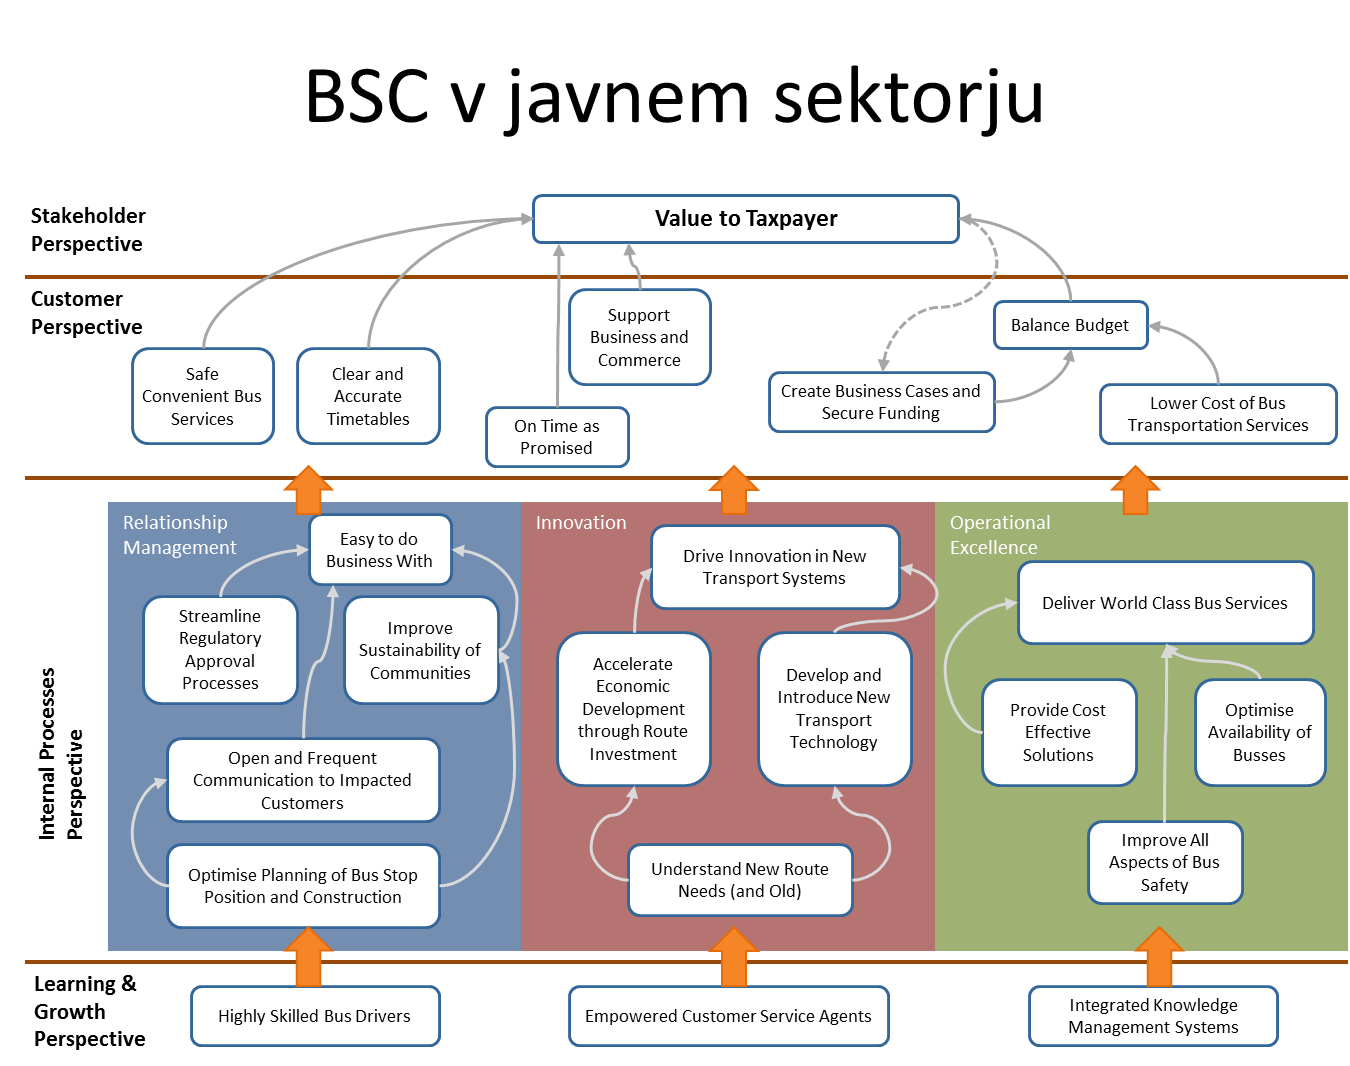 BSC v javnem sektorju
Stakeholder
Perspective
Value to Taxpayer
Customer
Perspective
Safe
Convenient Bus
Services
Clear and
Accurate
Timetables
On Time as
Promised
Support
Business and
Commerce
Create Business Cases and
Secure Funding
Balance Budget
Lower Cost of Bus
Transportation Services
Internal Processes
Perspective
Relationship
Management
Easy to do
Business With
Streamline
Regulatory
Approval
Processes
Improve
Sustainability of
Communities
Open and Frequent
Communication to Impacted
Customers
Optimise Planning of Bus Stop
Position and Construction
Innovation
Drive Innovation in New
Transport Systems
Accelerate
Economic
Development
through Route
Investment
Develop and
Introduce New
Transport
Technology
Understand New Route
Needs (and Old)
Operational
Excellence
Deliver World Class Bus Services
Provide Cost
Effective
Solutions
Optimise
Availability of
Busses
Improve All
Aspects of Bus
Safety
Learning &
Growth
Perspective
Highly Skilled Bus Drivers
Empowered Customer Service Agents
Integrated Knowledge
Management Systems